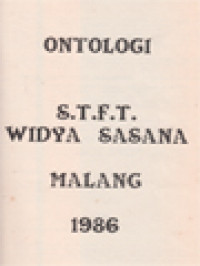 ONTOLOGI
S.T.F.T.
WIDYA SASANA
MALANG
1986